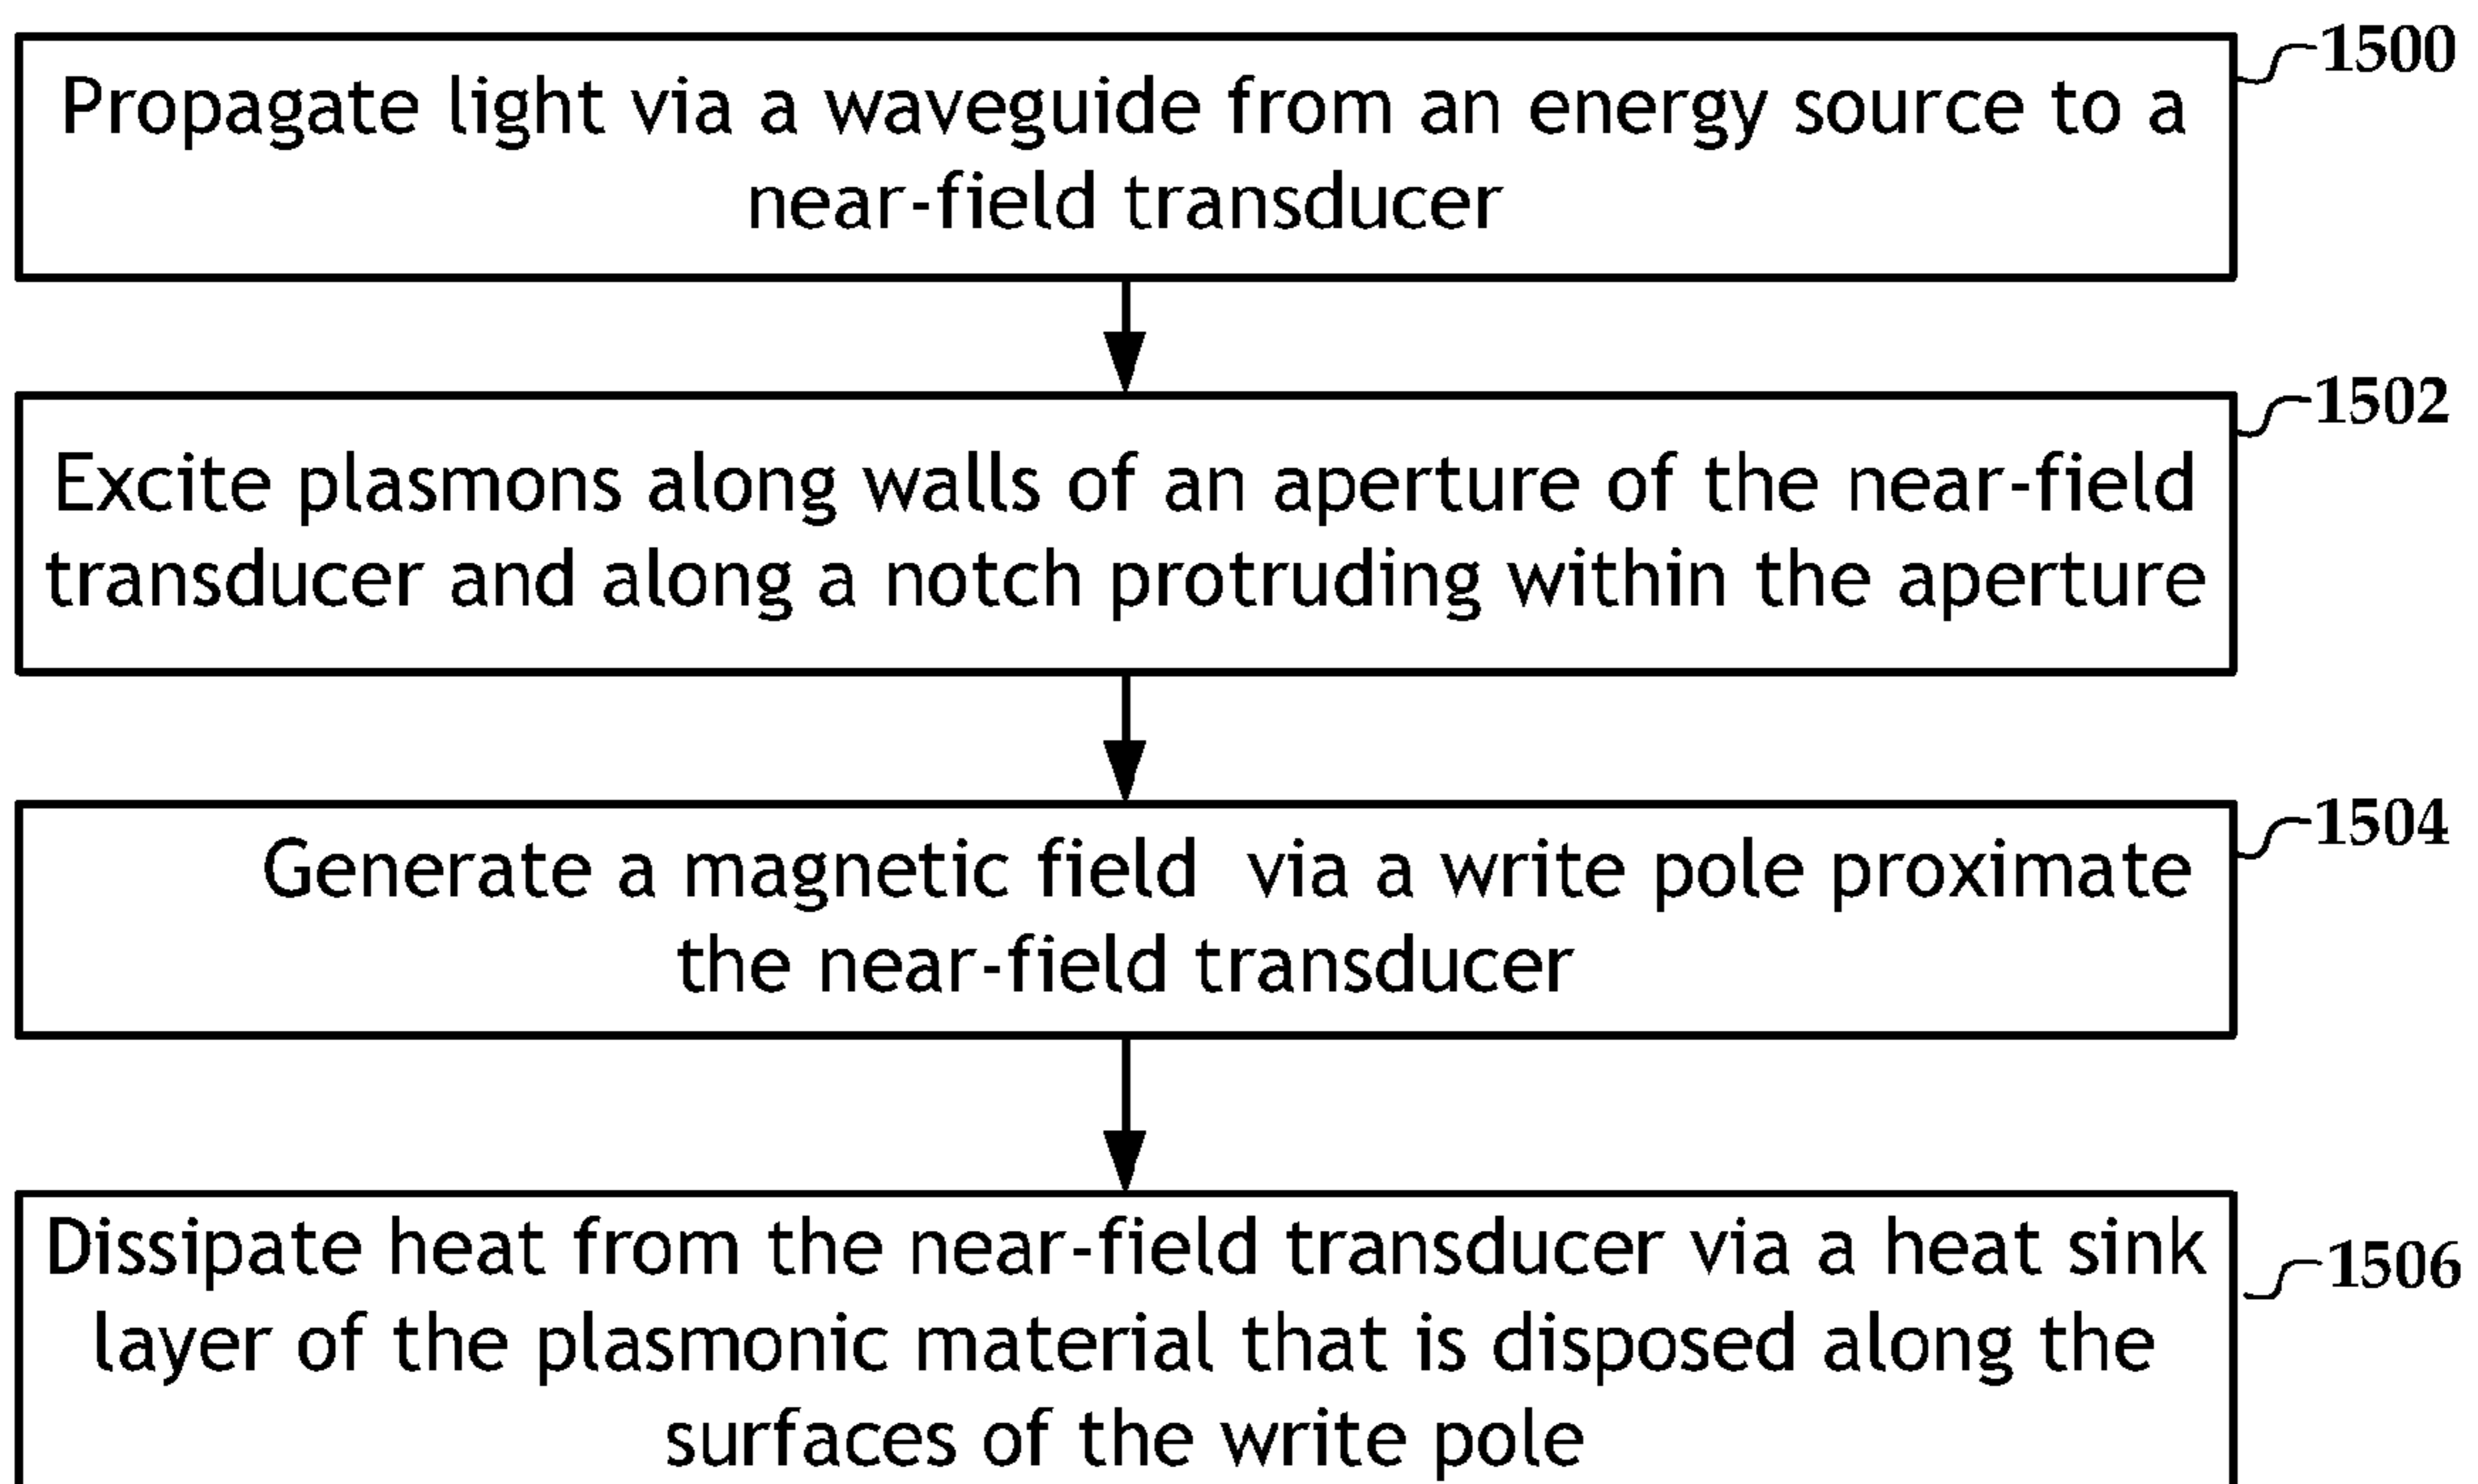 1500
Propagate light via a waveguide from an energy source to a
near-field transducer
1502
Excite plasmons along walls of an aperture of the near-field
transducer and along a notch protruding within the aperture
1504
Generate a magnetic field  via a write pole proximate
the near-field transducer
1506
Dissipate heat from the near-field transducer via a heat sink
layer of the plasmonic material that is disposed along the
surfaces of the write pole